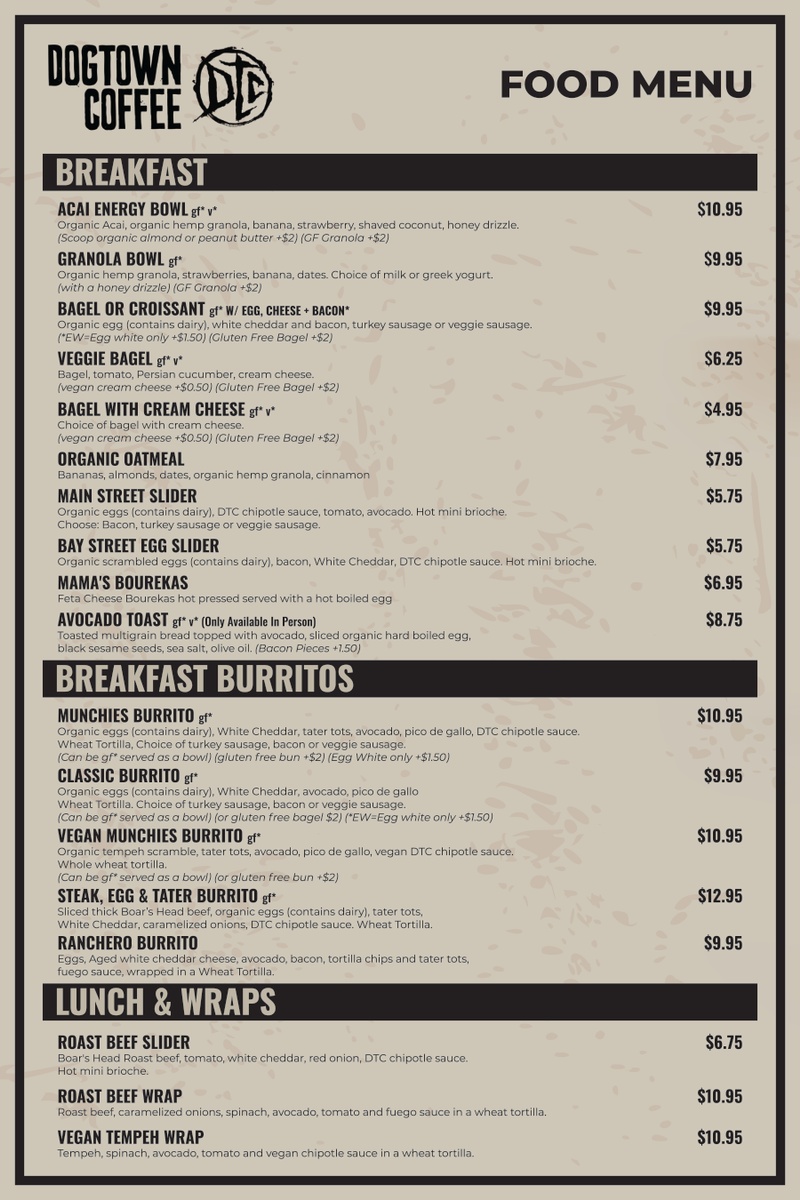 DOGTOWN
COFFEE
DTC
FOOD MENU
BREAKFAST
ACAI ENERGY BOWL gf* v* $10.95
Organic Acai, organic hemp granola, banana, strawberry, shaved coconut, honey drizzle.
(Scoop organic almond or peanut butter +$2) (GF Granola +$2)
GRANOLA BOWL gf* $9.95
Organic hemp granola, strawberries, banana, dates. Choice of milk or greek yogurt.
(with a honey drizzle) (GF Granola +$2)
BAGEL OR CROISSANT gf* W/ EGG, CHEESE + BACON* $9.95
Organic egg (contains dairy), white cheddar and bacon, turkey sausage or veggie sausage.
(*EW=Egg white only +$1.50) (Gluten Free Bagel +$2)
VEGGIE BAGEL gf* v* $6.25
Bagel, tomato, Persian cucumber, cream cheese.
(vegan cream cheese +$0.50) (Gluten Free Bagel +$2)
BAGEL WITH CREAM CHEESE gf* v* $4.95
Choice of bagel with cream cheese.
(vegan cream cheese +$0.50) (Gluten Free Bagel +$2)
ORGANIC OATMEAL $7.95
Bananas, almonds, dates, organic hemp granola, cinnamon
MAIN STREET SLIDER $5.75
Organic eggs (contains dairy), DTC chipotle sauce, tomato, avocado. Hot mini brioche.
Choose: Bacon, turkey sausage or veggie sausage.
BAY STREET EGG SLIDER $5.75
Organic scrambled eggs (contains dairy), bacon, White Cheddar, DTC chipotle sauce. Hot mini brioche.
MAMA'S BOUREKAS $6.95
Feta Cheese Bourekas hot pressed served with a hot boiled egg
AVOCADO TOAST gf* v* (Only Available In Person) $8.75
Toasted multigrain bread topped with avocado, sliced organic hard boiled egg,
black sesame seeds, sea salt, olive oil. (Bacon Pieces +1.50)
BREAKFAST BURRITOS
MUNCHIES BURRITO gf* $10.95
Organic eggs (contains dairy), White Cheddar, tater tots, avocado, pico de gallo, DTC chipotle sauce.
Wheat Tortilla, Choice of turkey sausage, bacon or veggie sausage.
(Can be gf* served as a bowl) (gluten free bun +$2) (Egg White only +$1.50)
CLASSIC BURRITO gf* $9.95
Organic eggs (contains dairy), White Cheddar, avocado, pico de gallo
Wheat Tortilla. Choice of turkey sausage, bacon or veggie sausage.
(Can be gf* served as a bowl) (or gluten free bagel $2) (*EW=Egg white only +$1.50)
VEGAN MUNCHIES BURRITO gf* $10.95
Organic tempeh scramble, tater tots, avocado, pico de gallo, vegan DTC chipotle sauce.
Whole wheat tortilla.
(Can be gf* served as a bowl) (or gluten free bun +$2)
STEAK, EGG & TATER BURRITO gf* $12.95
Sliced thick Boar's Head beef, organic eggs (contains dairy), tater tots,
White Cheddar, caramelized onions, DTC chipotle sauce. Wheat Tortilla.
RANCHERO BURRITO $9.95
Eggs, Aged white cheddar cheese, avocado, bacon, tortilla chips and tater tots,
fuego sauce, wrapped in a Wheat Tortilla.
LUNCH & WRAPS
ROAST BEEF SLIDER $6.75
Boar's Head Roast beef, tomato, white cheddar, red onion, DTC chipotle sauce.
Hot mini brioche.
ROAST BEEF WRAP $10.95
Roast beef, caramelized onions, spinach, avocado, tomato and fuego sauce in a wheat tortilla.
VEGAN TEMPEH WRAP $10.95
Tempeh, spinach, avocado, tomato and vegan chipotle sauce in a wheat tortilla.